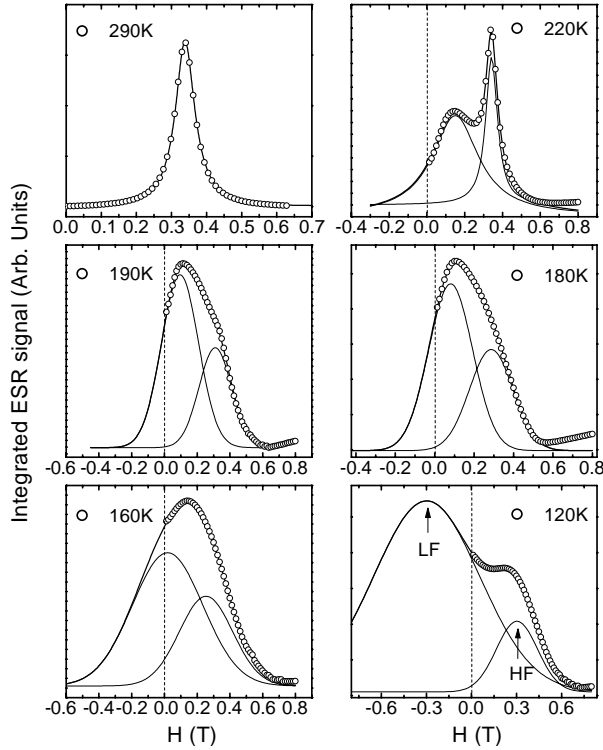 290K
220K
0.0 0.1 0.2 0.3 0.4 0.5 0.6 0.7
-0.4 -0.2 0.0 0.2 0.4 0.6 0.8
Integrated ESR signal (Arb. Units)
190K
180K
-0.6 -0.4 -0.2 0.0 0.2 0.4 0.6 0.8
-0.4 -0.2 0.0 0.2 0.4 0.6 0.8
160K
120K
LF
HF
-0.6 -0.4 -0.2 0.0 0.2 0.4 0.6 0.8
-0.6 -0.3 0.0 0.3 0.6
H (T)
H (T)